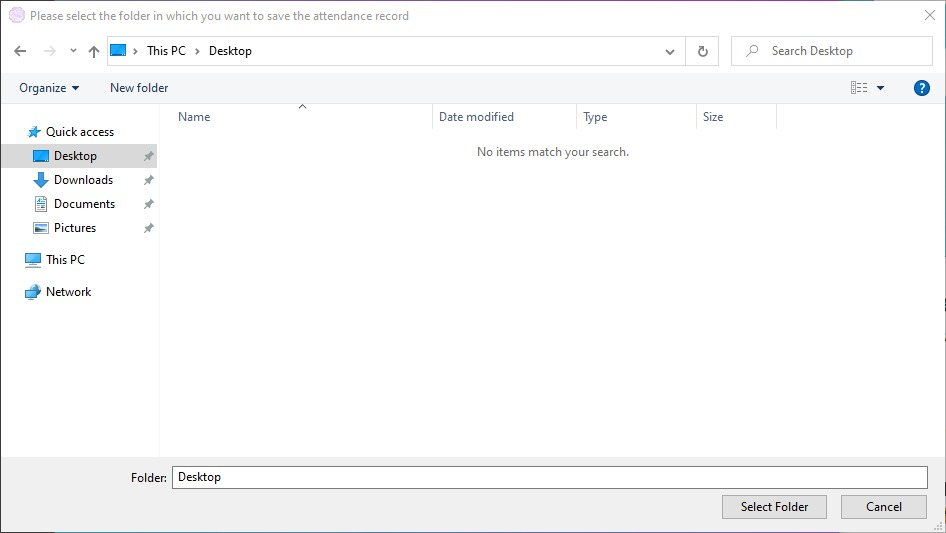 Please select the folder in which you want to save the attendance record
This PC > Desktop
Search Desktop
Organize
New folder
?
Name
Date modified
Type
Size
No items match your search.
Quick access
Desktop
Downloads
Documents
Pictures
This PC
Network
Folder: Desktop
Select Folder
Cancel